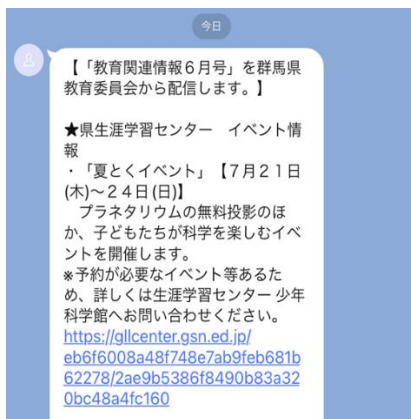 今日
【「教育関連情報６月号」を群馬県
教育委員会から配信します。】
★県生涯学習センター　イベント情
報
・「夏とくイベント」【７月２１日
(木)～２４日(日)】
　プラネタリウムの無料投影のほ
か、子どもたちが科学を楽しむイベ
ントを開催します。
※予約が必要なイベント等あるた
め、詳しくは生涯学習センター 少年
科学館へお問い合わせください。
https://gllcenter.gsn.ed.jp/
eb6f6008a48f748e7ab9feb681b
62278/2ae9b5386f8490b83a32
0bc48a4fc160